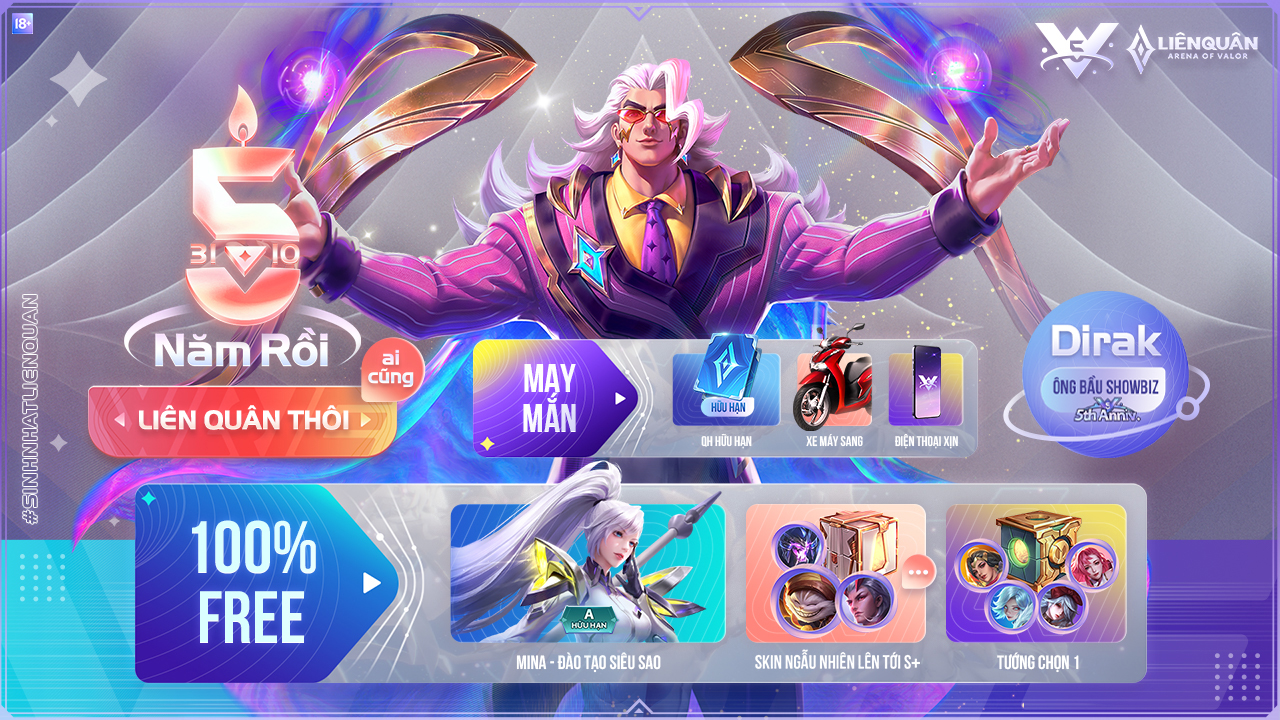 18+
LIÊNQUÂN
ARENA OF VALOR
5
31 10
Năm Rồi
ai
cũng
LIÊN QUÂN THÔI
#SINHNHATLIENQUAN
MAY
MẮN
HỮU HẠN
QH HỮU HẠN
XE MÁY SANG
ĐIỆN THOẠI XỊN
Dirak
ÔNG BẦU SHOWBIZ
5th Anniv.
100%
FREE
A
HỮU HẠN
MINA - ĐÀO TẠO SIÊU SAO
SKIN NGẪU NHIÊN LÊN TỚI S+
TƯỚNG CHỌN 1